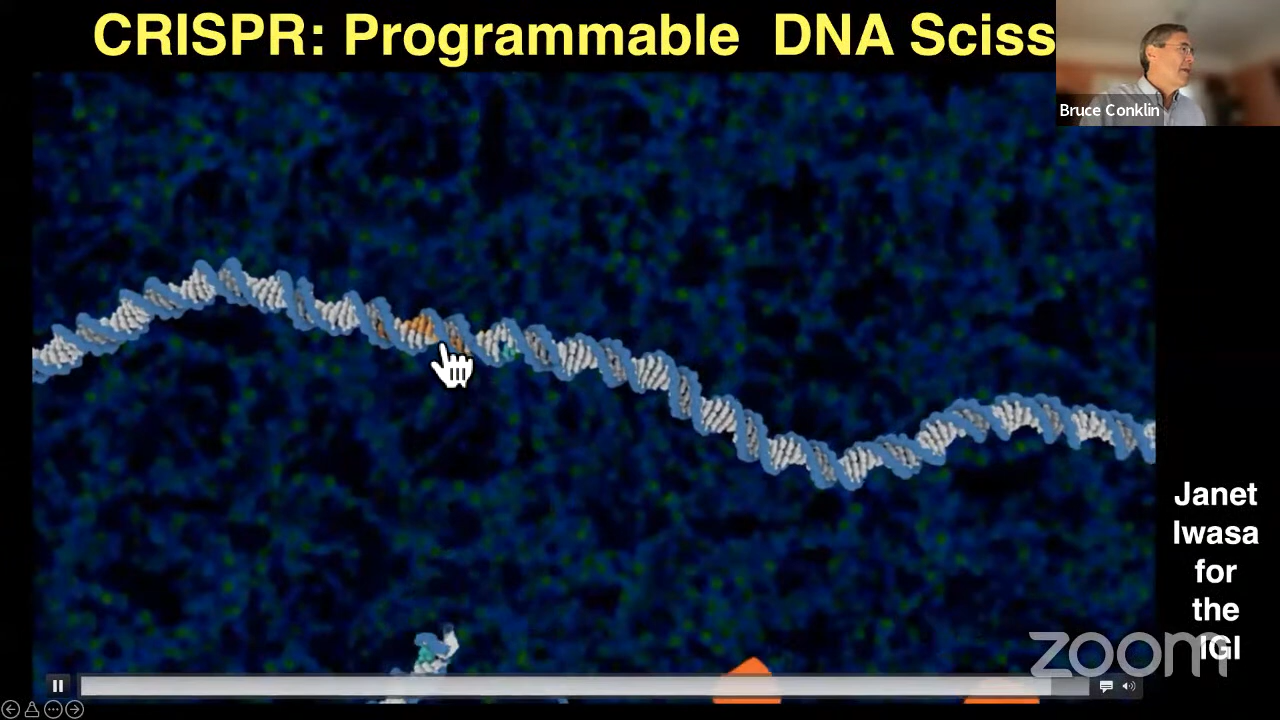 CRISPR: Programmable DNA Sciss
Bruce Conklin
Janet
Iwasa
for
the
IGI
zoom